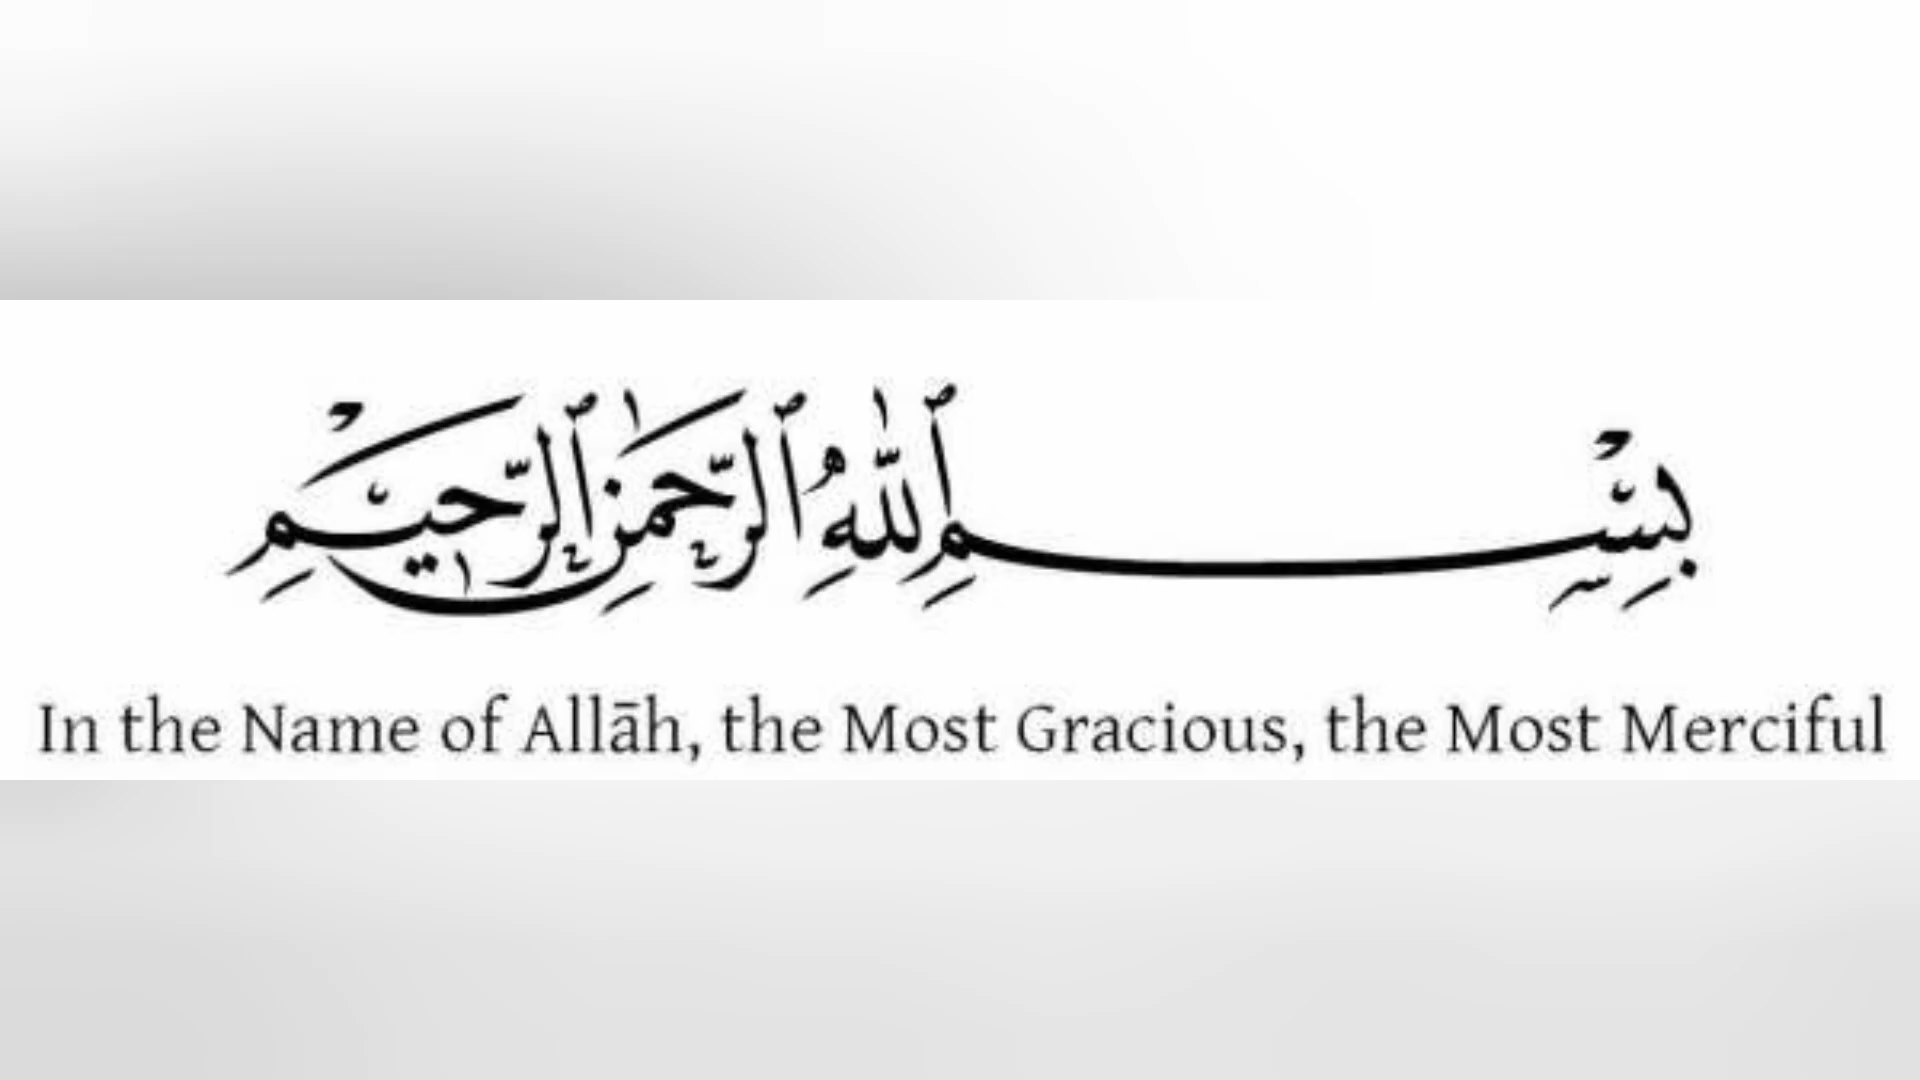 بِسْمِ ٱللَّٰهِ ٱلرَّحْمَٰنِ ٱلرَّحِيمِ
In the Name of Allāh, the Most Gracious, the Most Merciful